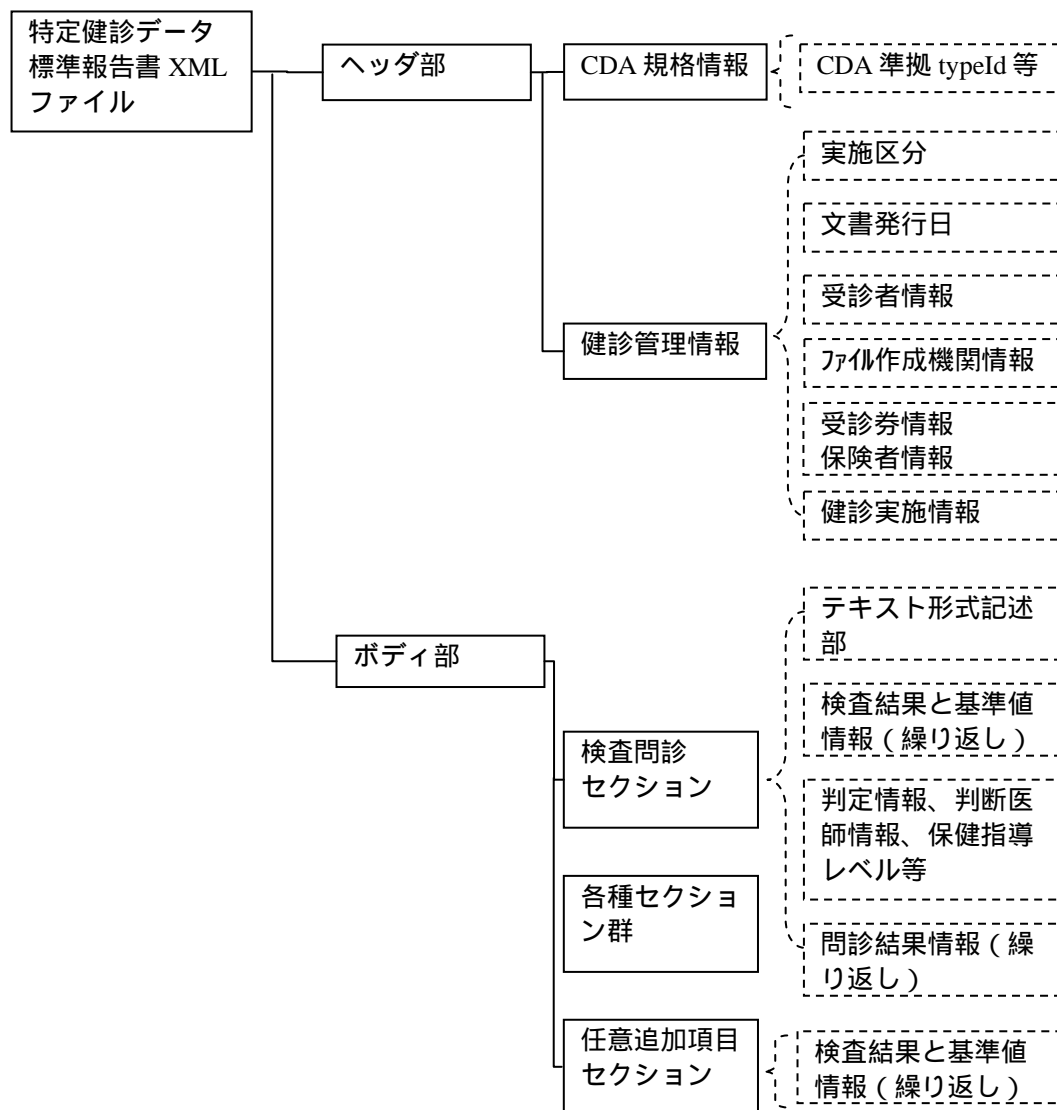 特定健診データ
標準報告書 XML
ファイル
ヘッダ部
CDA 規格情報
CDA 準拠 typeId 等
実施区分
文書発行日
受診者情報
健診管理情報
ﾌｧｲﾙ作成機関情報
受診券情報
保険者情報
健診実施情報
ボディ部
テキスト形式記述
部
検査結果と基準値
情報（繰り返し）
検査問診
セクション
判定情報、判断医
師情報、保健指導
レベル等
各種セクショ
ン群
問診結果情報（繰
り返し）
任意追加項目
セクション
検査結果と基準値
情報（繰り返し）